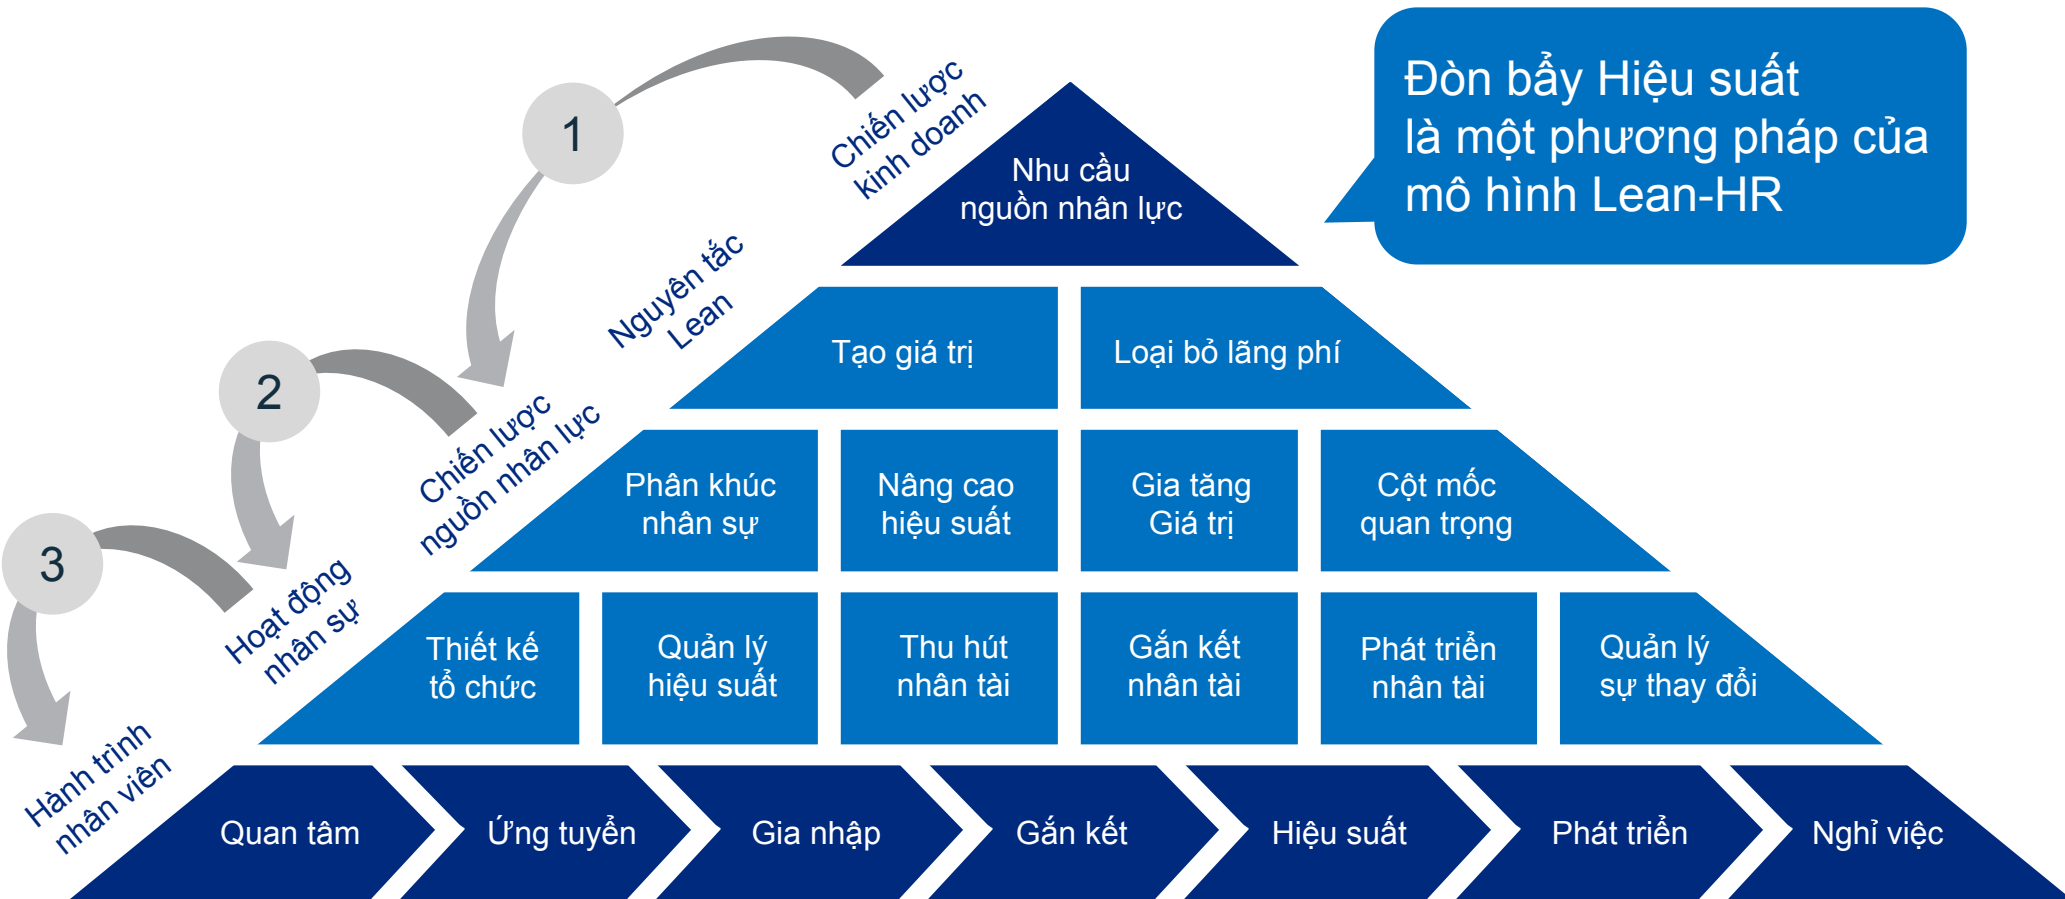 Đòn bẩy Hiệu suất
là một phương pháp của
mô hình Lean-HR
1
2
3
Chiến lược
kinh doanh
Nhu cầu
nguồn nhân lực
Nguyên tắc
Lean
Tạo giá trị
Loại bỏ lãng phí
Chiến lược
nguồn nhân lực
Phân khúc
nhân sự
Nâng cao
hiệu suất
Gia tăng
Giá trị
Cột mốc
quan trọng
Hoạt động
nhân sự
Thiết kế
tổ chức
Quản lý
hiệu suất
Thu hút
nhân tài
Gắn kết
nhân tài
Phát triển
nhân tài
Quản lý
sự thay đổi
Hành trình
nhân viên
Quan tâm
Ứng tuyển
Gia nhập
Gắn kết
Hiệu suất
Phát triển
Nghỉ việc